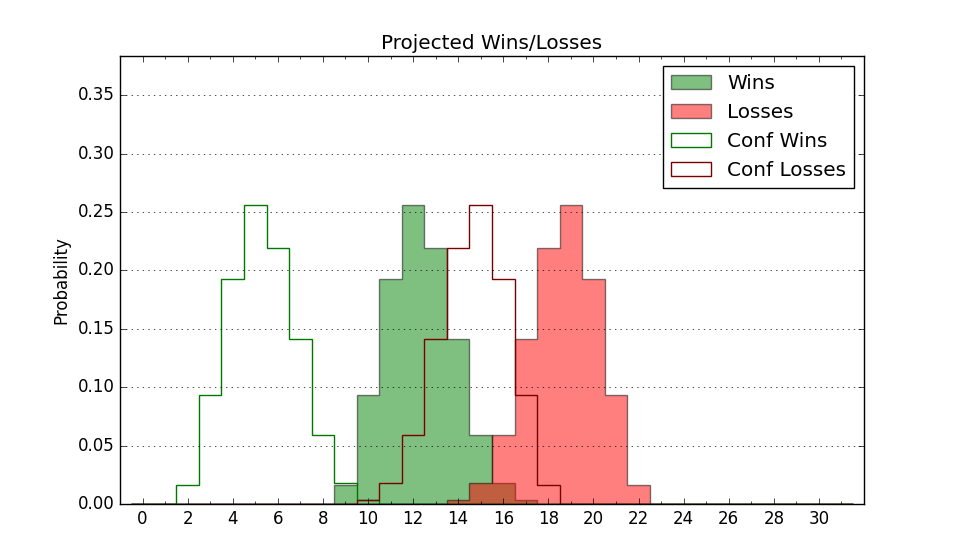 Projected Wins/Losses
Wins
Losses
Conf Wins
Conf Losses
Probability
0.35
0.30
0.25
0.20
0.15
0.10
0.05
0.00
0 2 4 6 8 10 12 14 16 18 20 22 24 26 28 30